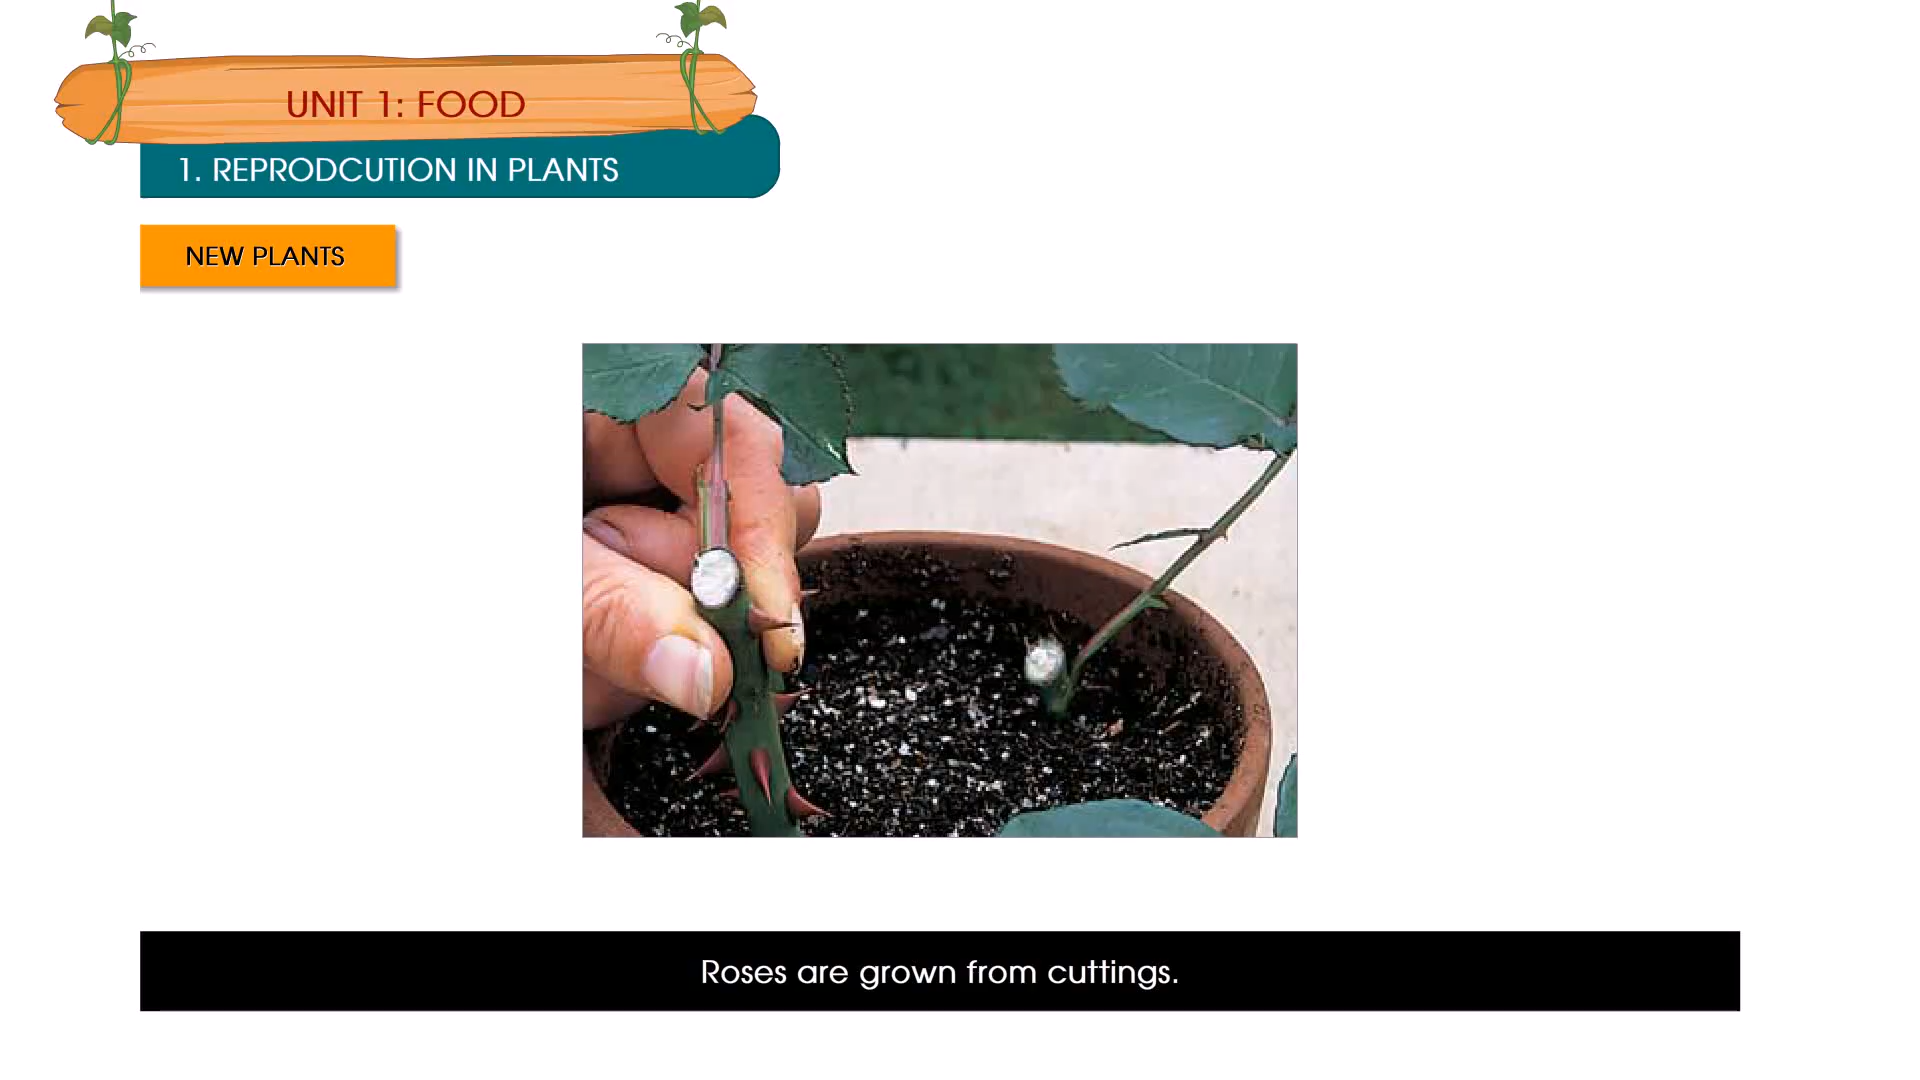 UNIT 1: FOOD
1. REPRODCUTION IN PLANTS
NEW PLANTS
Roses are grown from cuttings.